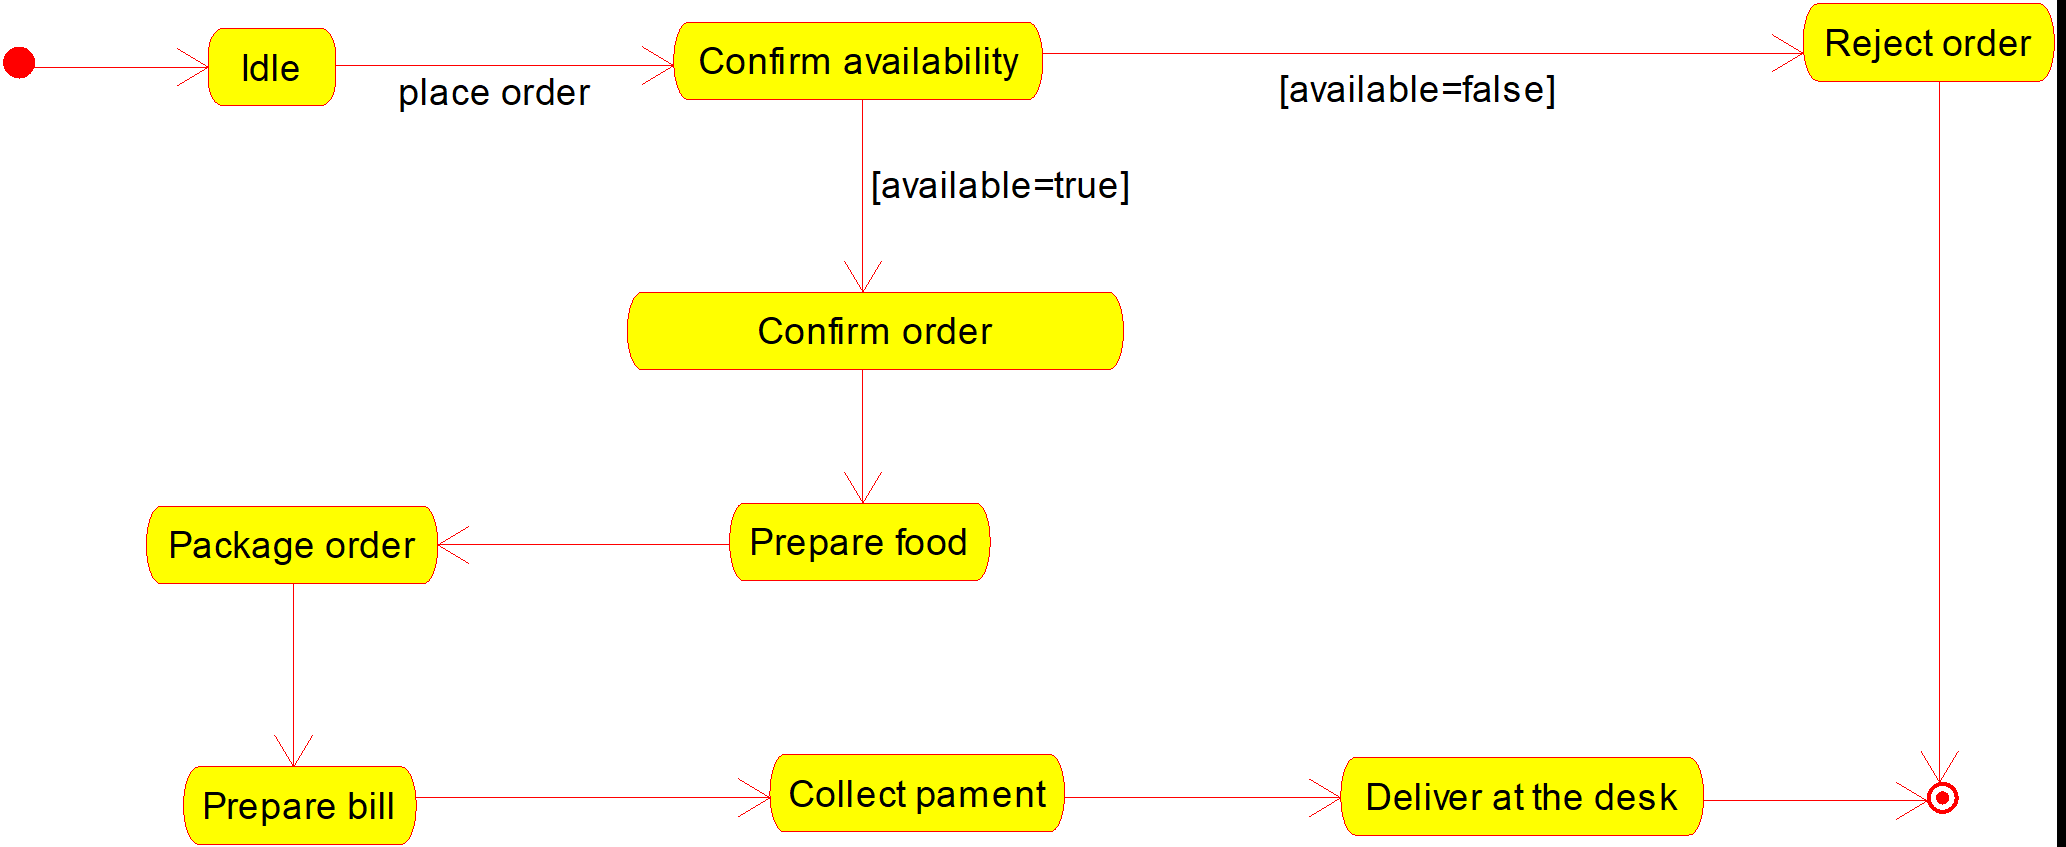 Idle
place order
Confirm availability
[available=false]
Reject order
[available=true]
Confirm order
Prepare food
Package order
Prepare bill
Collect pament
Deliver at the desk